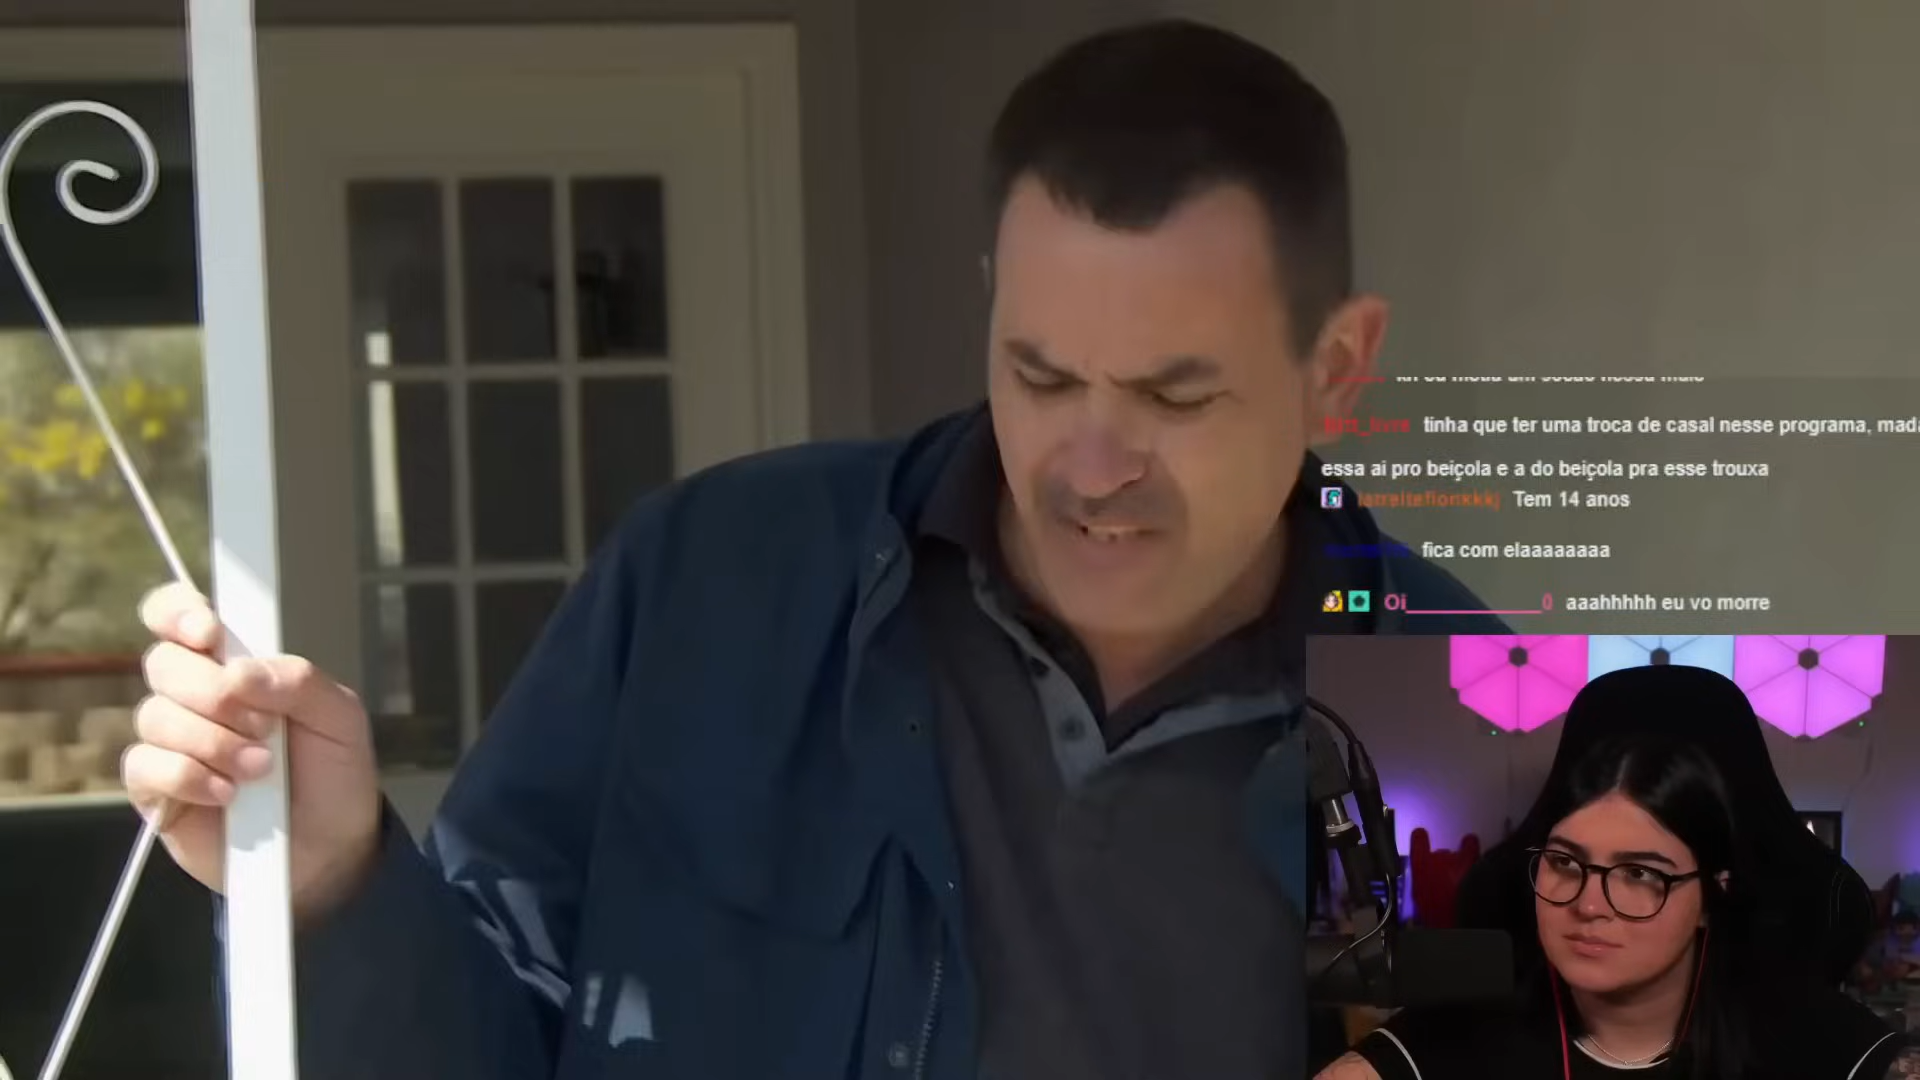 tinha que ter uma troca de casal nesse programa, mada
essa ai pro beiçola e a do beiçola pra esse trouxa
Tem 14 anos
fica com elaaaaaaaa
Oi____________0 aaahhhhh eu vo morre